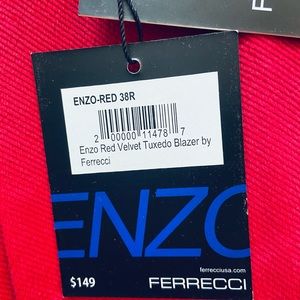 F
ENZO-RED 38R
2 00000 11478 7
Enzo Red Velvet Tuxedo Blazer by
Ferrecci
ENZO
ferrecciusa.com
$149 FERRECCI